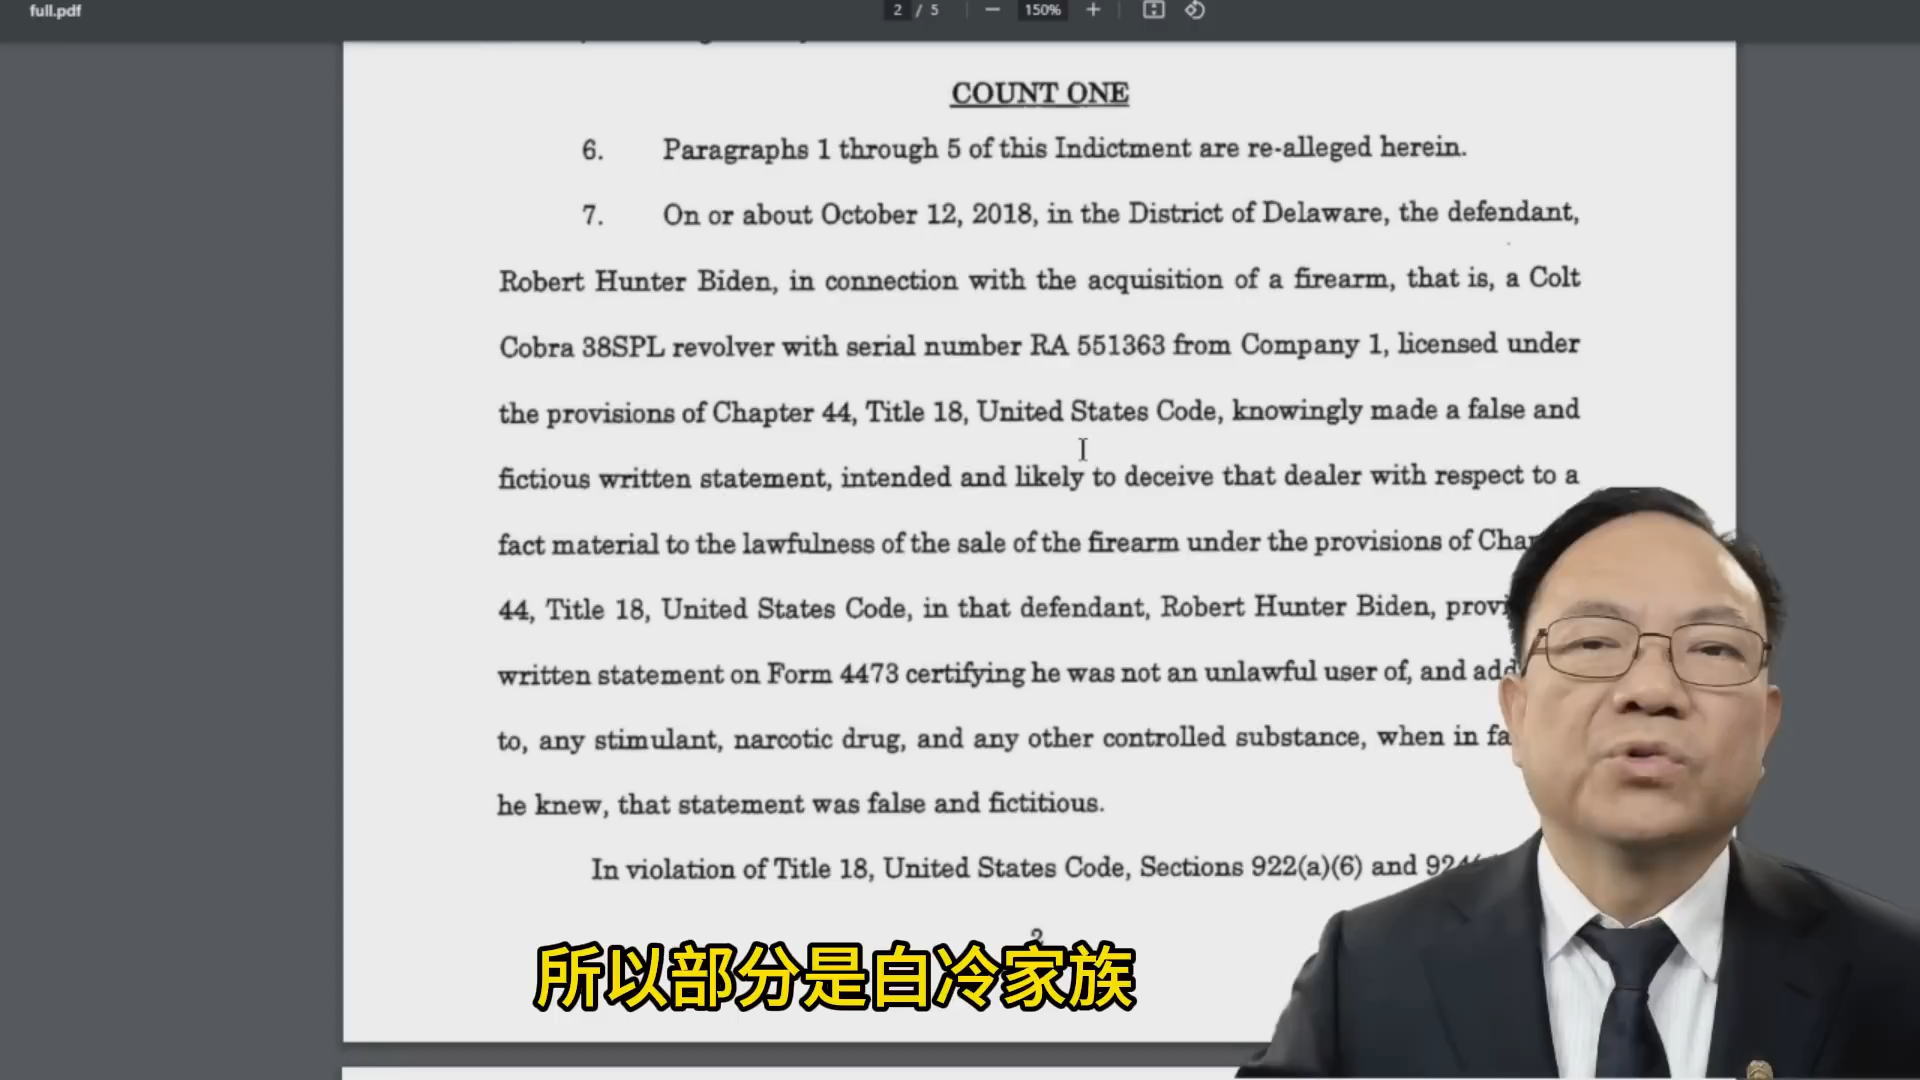 full.pdf
2 / 5
150%
COUNT ONE
6. Paragraphs 1 through 5 of this Indictment are re-alleged herein.
7. On or about October 12, 2018, in the District of Delaware, the defendant,
Robert Hunter Biden, in connection with the acquisition of a firearm, that is, a Colt
Cobra 38SPL revolver with serial number RA 551363 from Company 1, licensed under
the provisions of Chapter 44, Title 18, United States Code, knowingly made a false and
fictious written statement, intended and likely to deceive that dealer with respect to a
fact material to the lawfulness of the sale of the firearm under the provisions of
44, Title 18, United States Code, in that defendant, Robert Hunter Biden,
written statement on Form 4473 certifying he was not an unlawful user of, and
to, any stimulant, narcotic drug, and any other controlled substance, when in
he knew, that statement was false and fictitious.
In violation of Title 18, United States Code, Sections 922(a)(6) and
2
所以部分是白冷家族